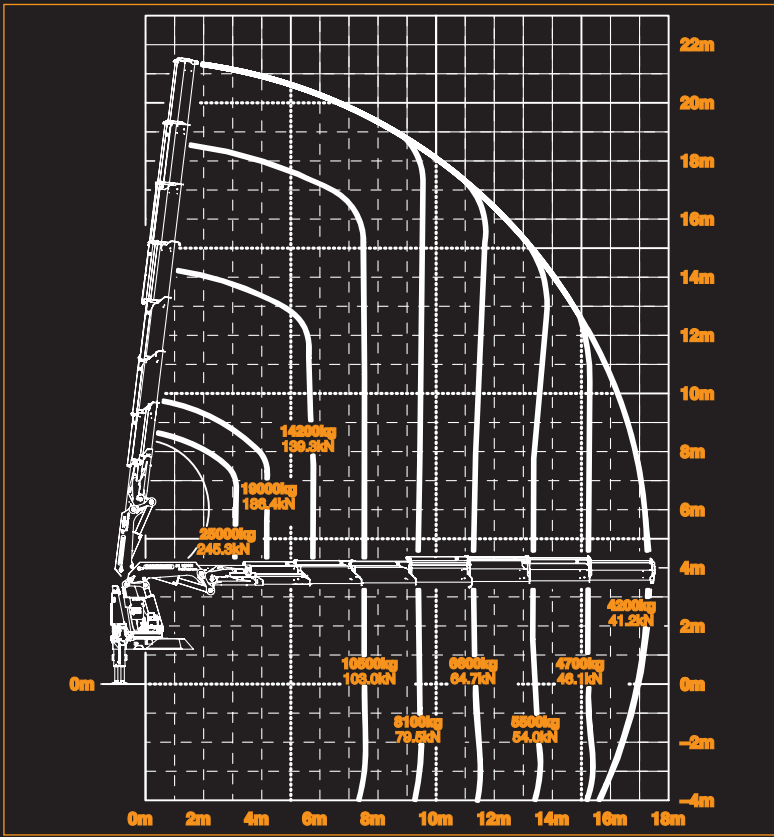 22m
20m
18m
16m
14m
12m
10m
14200kg
139.3kN
8m
19000kg
186.4kN
6m
25000kg
245.3kN
4m
4200kg
41.2kN
2m
10500kg
103.0kN
6600kg
64.7kN
4700kg
46.1kN
0m
0m
8100kg
79.5kN
5500kg
54.0kN
-2m
-4m
0m 2m 4m 6m 8m 10m 12m 14m 16m 18m